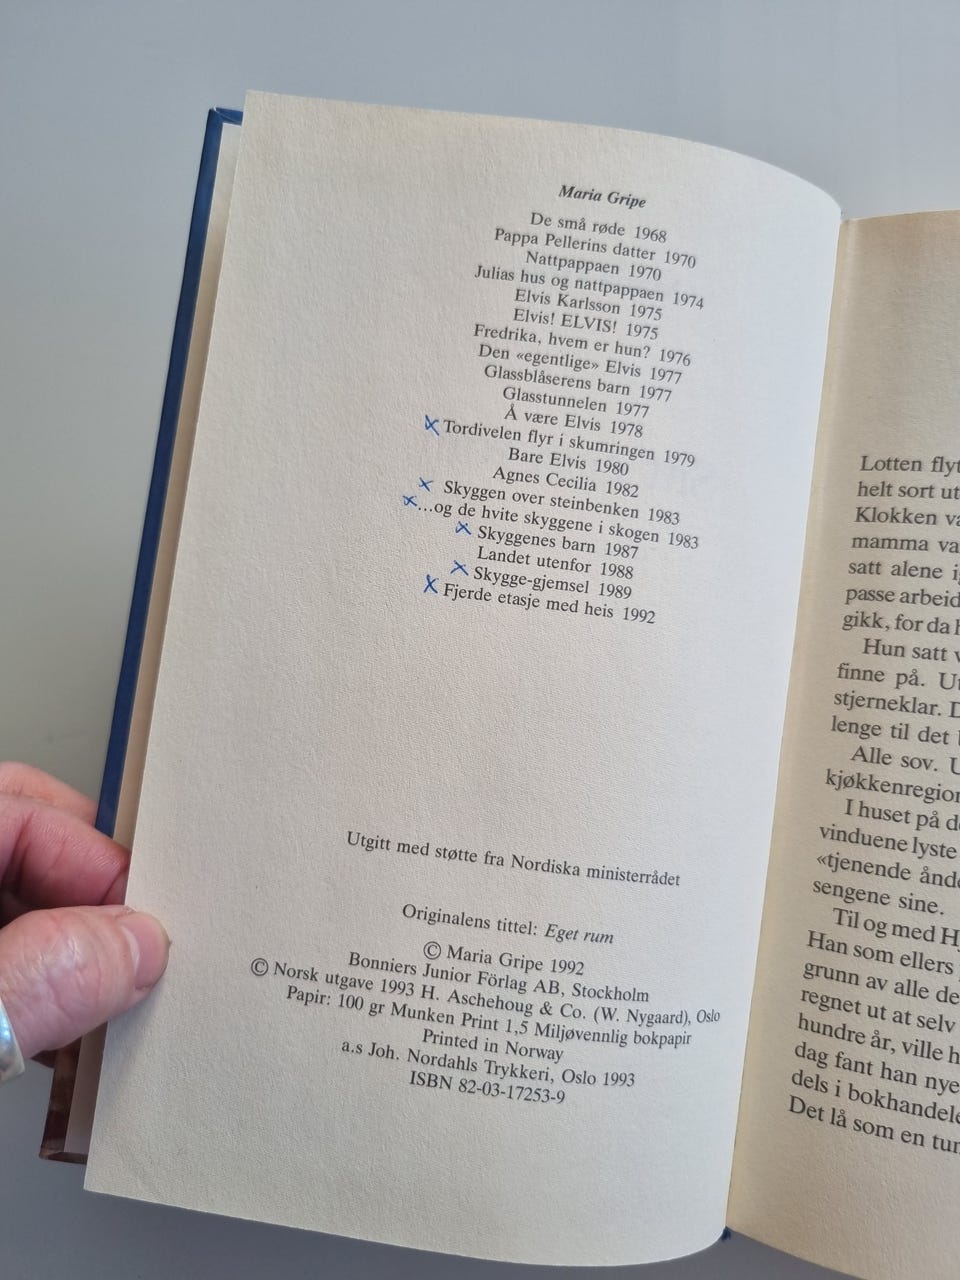 Maria Gripe
De små røde 1968
Pappa Pellerins datter 1970
Nattpappaen 1970
Julias hus og nattpappaen 1974
Elvis Karlsson 1975
Elvis! ELVIS! 1975
Fredrika, hvem er hun? 1976
Den «egentlige» Elvis 1977
Glassblåserens barn 1977
Glasstunnelen 1977
Å være Elvis 1978
Tordivelen flyr i skumringen 1979
Bare Elvis 1980
Agnes Cecilia 1982
Skyggen over steinbenken 1983
...og de hvite skyggene i skogen 1983
Skyggenes barn 1987
Landet utenfor 1988
Skygge-gjemsel 1989
Fjerde etasje med heis 1992
Utgitt med støtte fra Nordiska ministerrådet
Originalens tittel: Eget rum
© Maria Gripe 1992
Bonniers Junior Förlag AB, Stockholm
© Norsk utgave 1993 H. Aschehoug & Co. (W. Nygaard), Oslo
Papir: 100 gr Munken Print 1,5 Miljøvennlig bokpapir
Printed in Norway
a.s Joh. Nordahls Trykkeri, Oslo 1993
ISBN 82-03-17253-9
Lotten flyt
helt sort ut
Klokken va
mamma va
satt alene
passe arbeid
gikk, for da
Hun satt
finne på. Ut
stjerneklar.
lenge til det
Alle sov.
kjøkkenregion
I huset på
vinduene lyste
«tjenende ånde
sengene sine.
Til og med Hj
Han som ellers
grunn av alle de
regnet ut at selv
hundre år, ville h
dag fant han nye
dels i bokhandele
Det lå som en tun